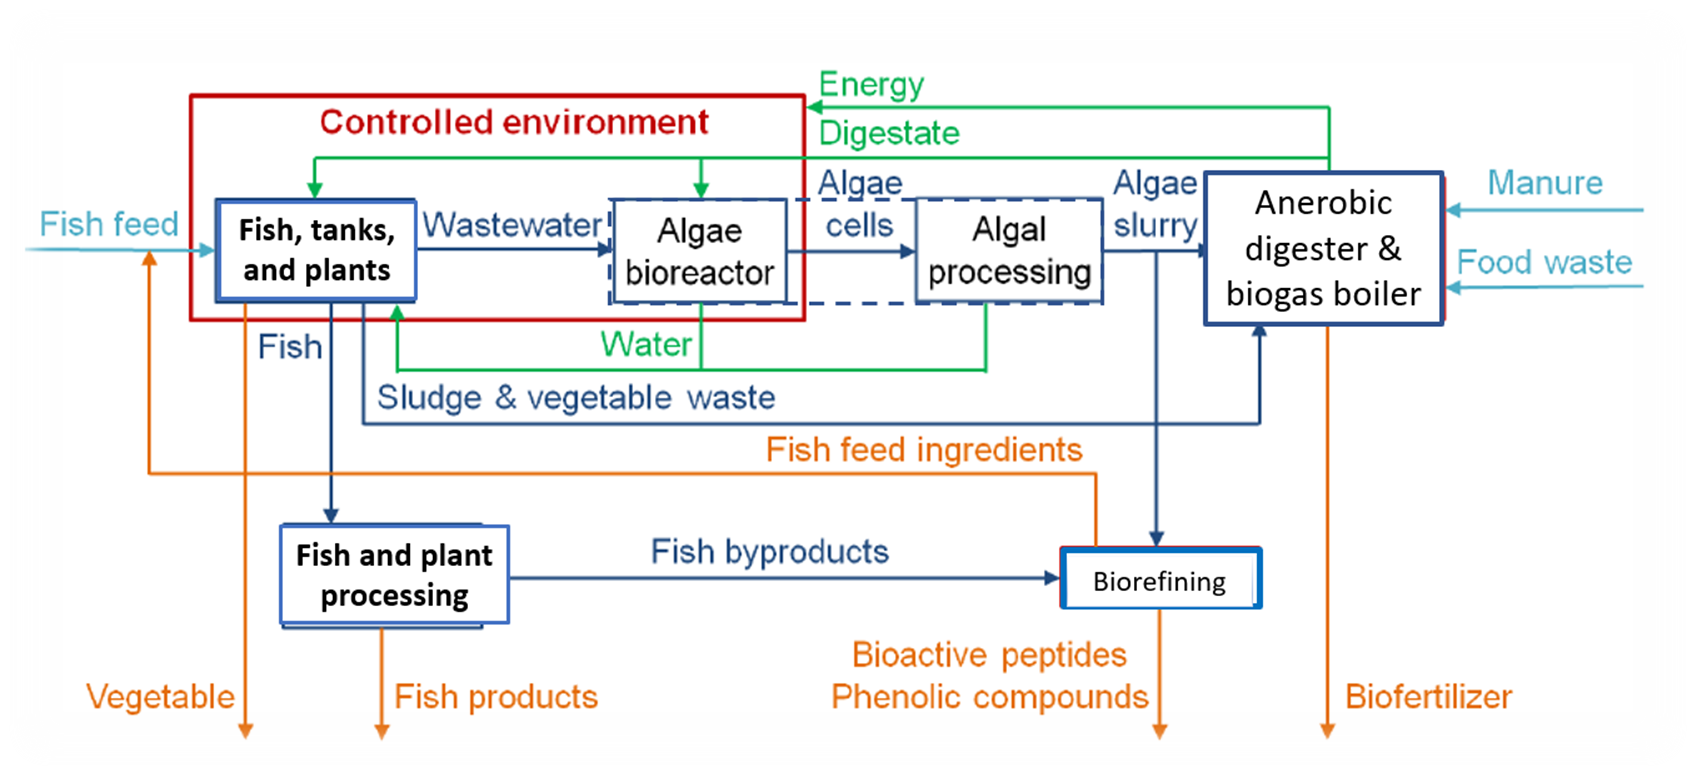 Energy
Controlled environment
Digestate
Fish feed
Fish, tanks,
and plants
Wastewater
Algae
bioreactor
Algae
cells
Algal
processing
Algae
slurry
Anerobic
digester &
biogas boiler
Manure
Food waste
Fish
Water
Sludge & vegetable waste
Fish feed ingredients
Fish and plant
processing
Fish byproducts
Biorefining
Vegetable
Fish products
Bioactive peptides
Phenolic compounds
Biofertilizer